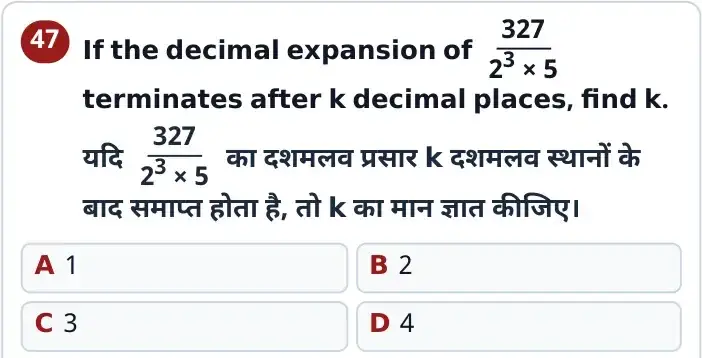 47 If the decimal expansion of 327 / 2³ × 5
terminates after k decimal places, find k.
यदि 327 / 2³ × 5 का दशमलव प्रसार k दशमलव स्थानों के
बाद समाप्त होता है, तो k का मान ज्ञात कीजिए।
A 1
B 2
C 3
D 4